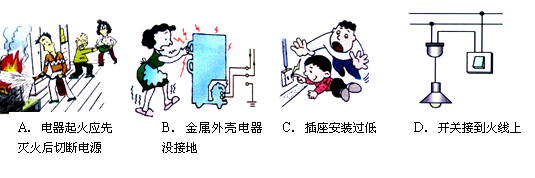 A. 电器起火应先
灭火后切断电源
B. 金属外壳电器
没接地
C. 插座安装过低
D. 开关接到火线上